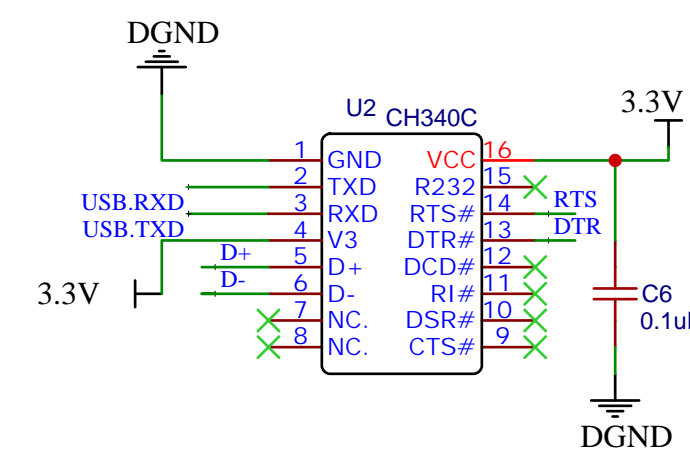 DGND
U2 CH340C
3.3V
1 GND VCC 16
2 TXD R232 15
USB.RXD 3 RXD RTS# 14 RTS
USB.TXD 4 V3 DTR# 13 DTR
D+ 5 D+ DCD# 12
D- 6 D- RI# 11
3.3V
7 NC. DSR# 10
8 NC. CTS# 9
C6
0.1u
DGND